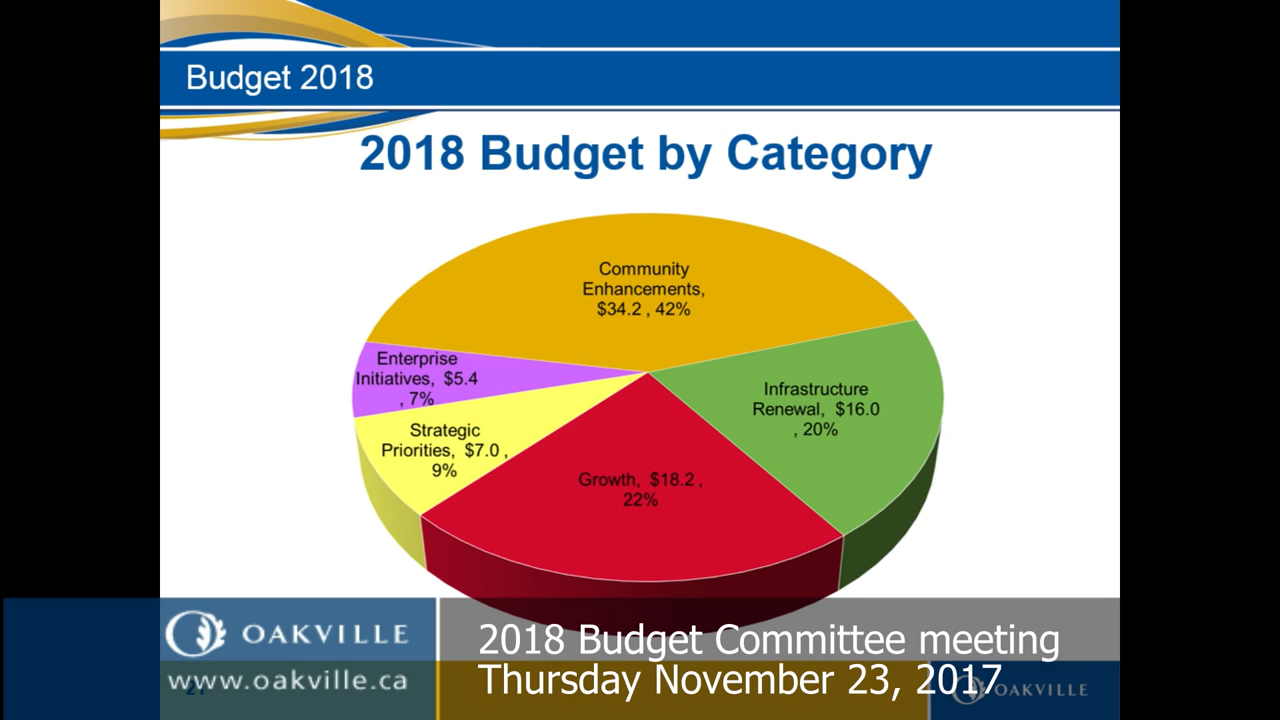 Budget 2018
2018 Budget by Category
Community
Enhancements,
$34.2 , 42%
Enterprise
Initiatives, $5.4
, 7%
Infrastructure
Renewal, $16.0
, 20%
Strategic
Priorities, $7.0 ,
9%
Growth, $18.2 ,
22%
OAKVILLE
www.oakville.ca
2018 Budget Committee meeting
Thursday November 23, 2017
OAKVILLE